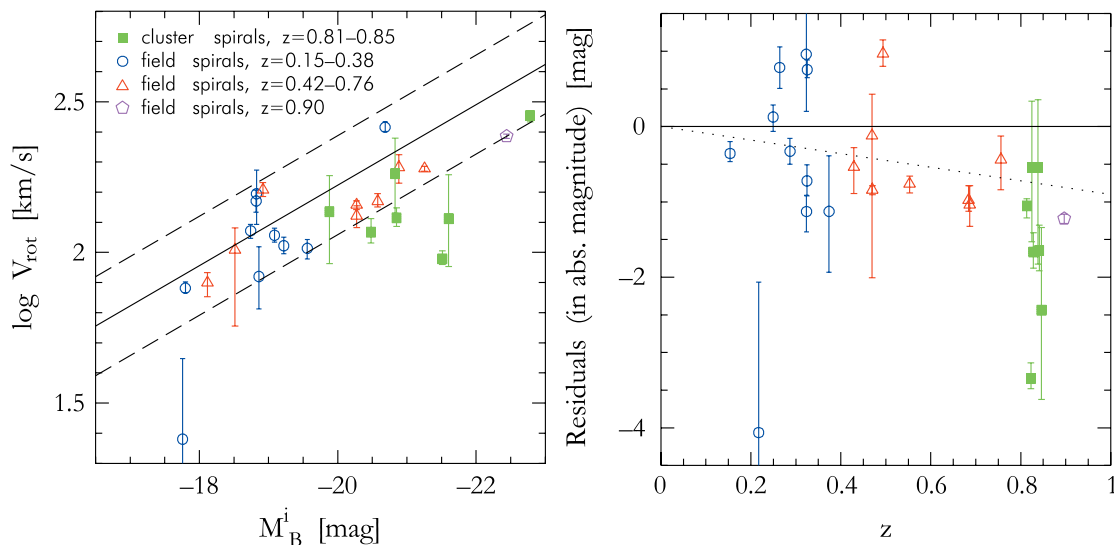 cluster spirals, z=0.81–0.85
field spirals, z=0.15–0.38
field spirals, z=0.42–0.76
field spirals, z=0.90
log Vrot [km/s]
2.5
2
1.5
−18 −20 −22
M^i_B [mag]
Residuals (in abs. magnitude) [mag]
0
−2
−4
0 0.2 0.4 0.6 0.8 1
z